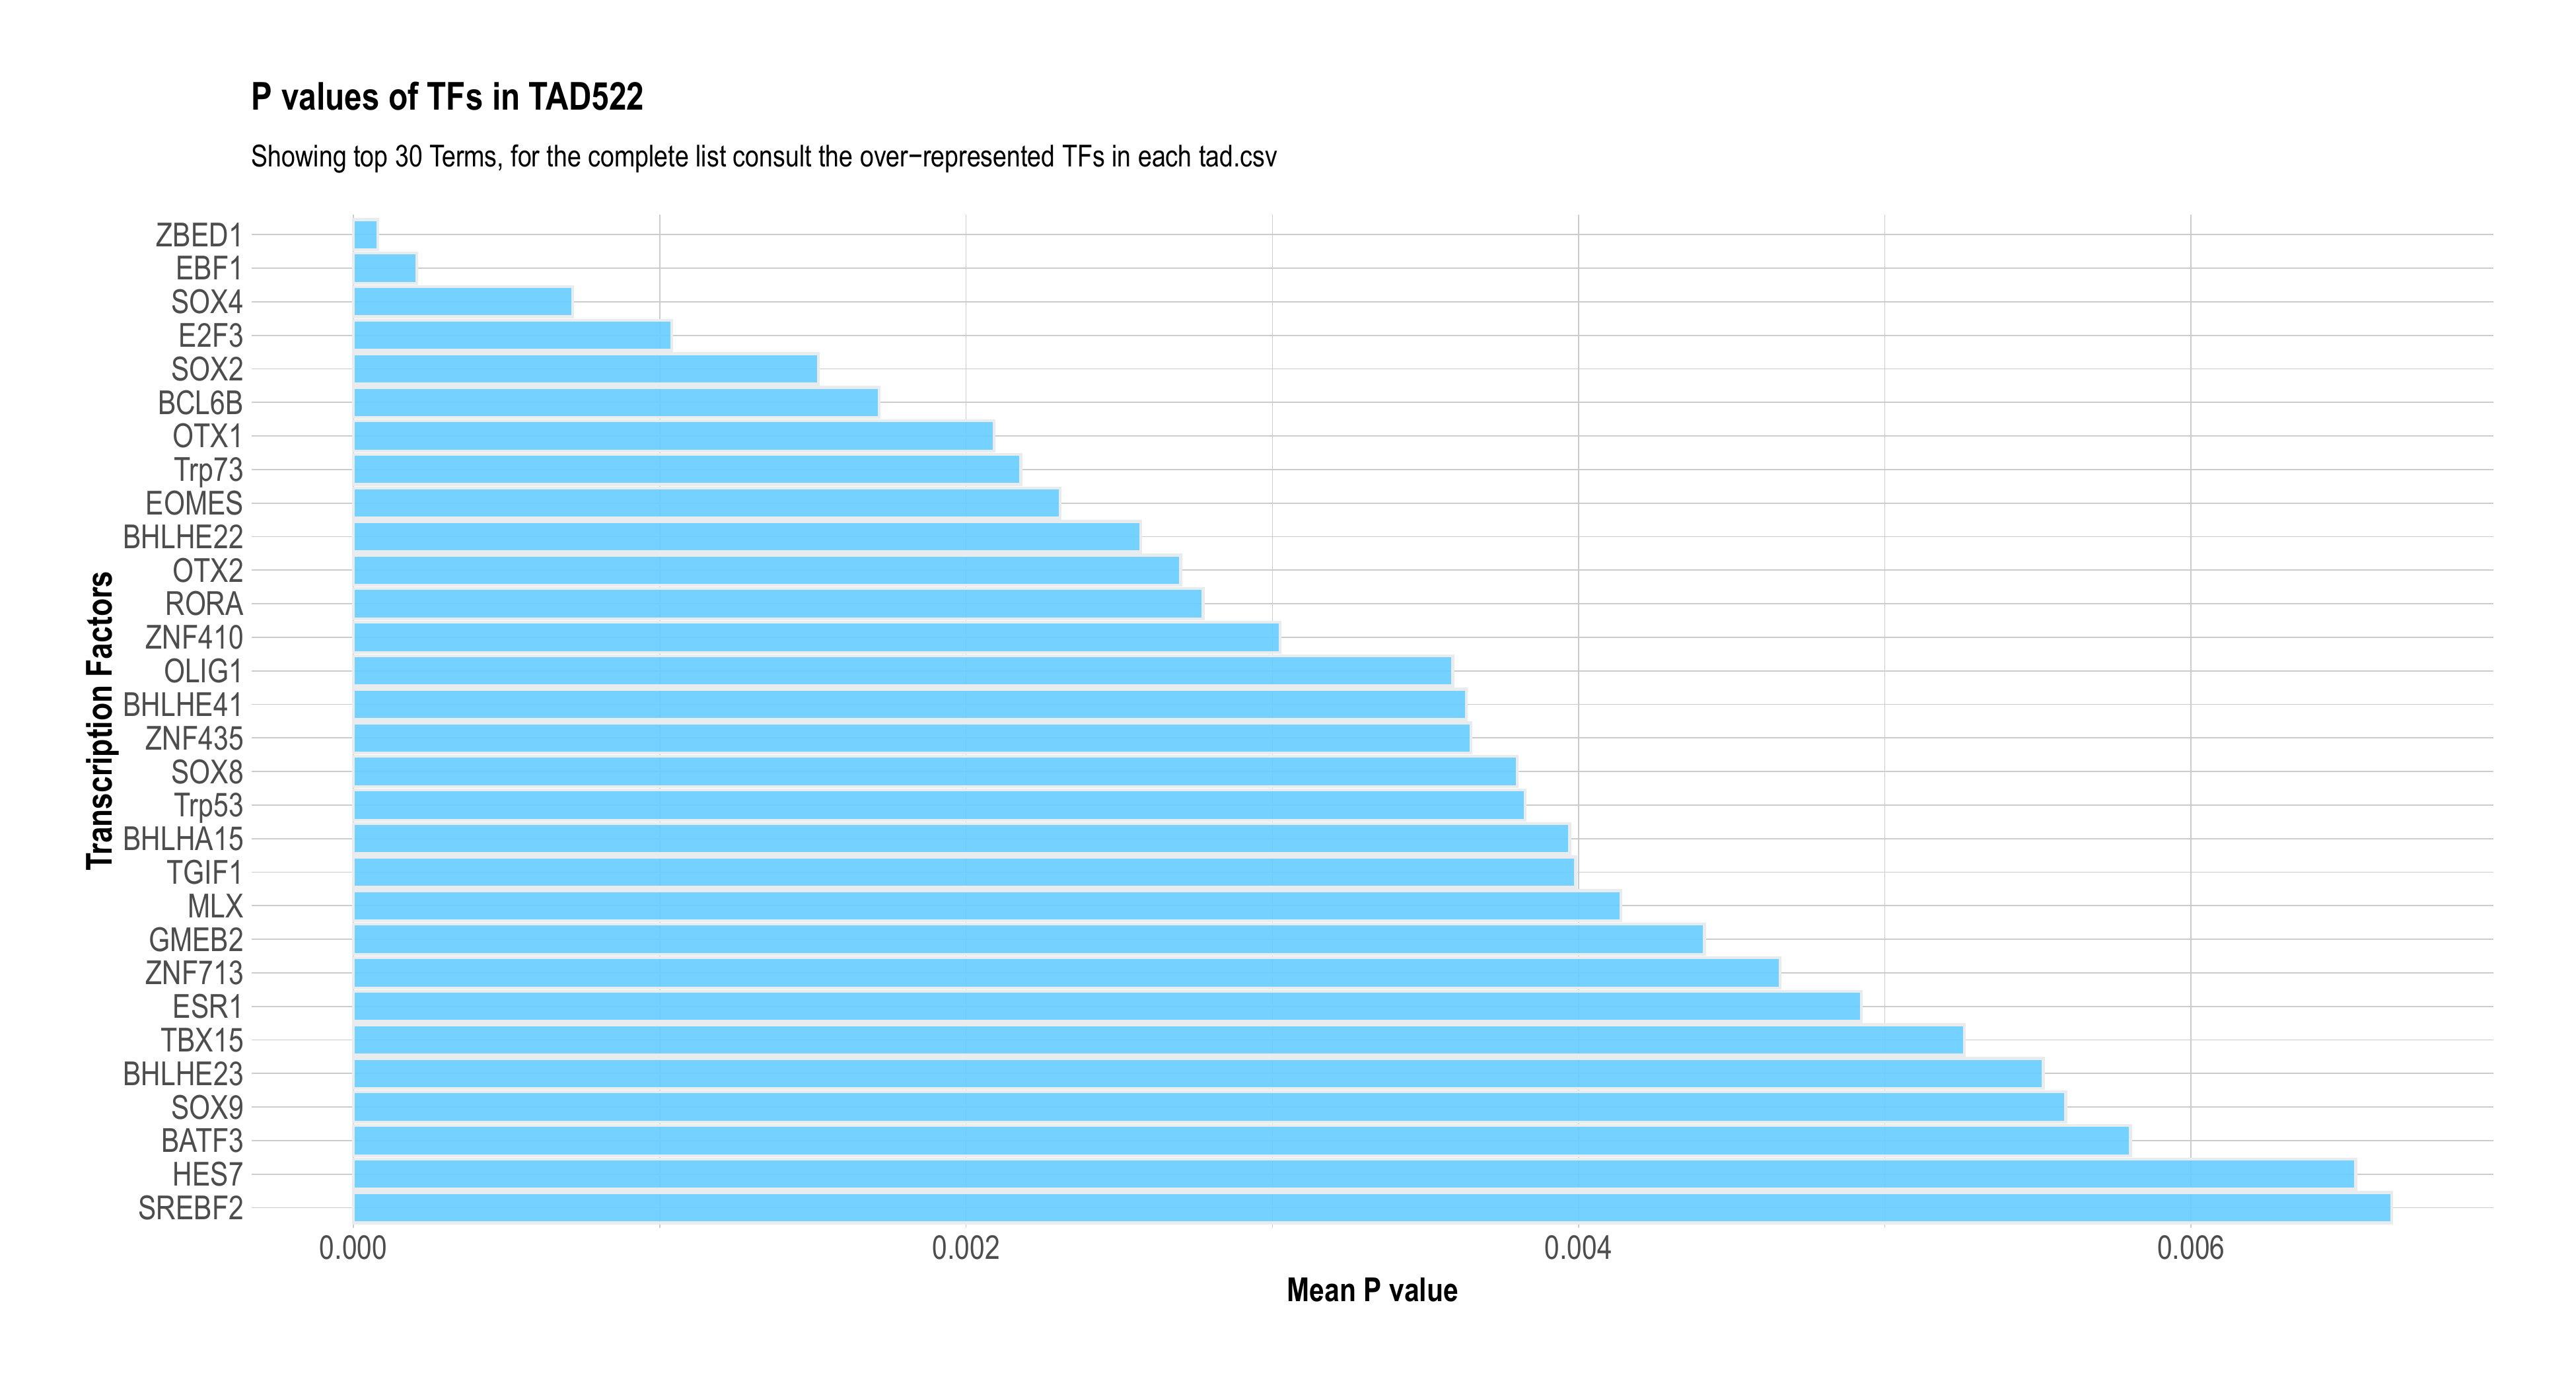 P values of TFs in TAD522
Showing top 30 Terms, for the complete list consult the over−represented TFs in each tad.csv
Transcription Factors
ZBED1
EBF1
SOX4
E2F3
SOX2
BCL6B
OTX1
Trp73
EOMES
BHLHE22
OTX2
RORA
ZNF410
OLIG1
BHLHE41
ZNF435
SOX8
Trp53
BHLHA15
TGIF1
MLX
GMEB2
ZNF713
ESR1
TBX15
BHLHE23
SOX9
BATF3
HES7
SREBF2
0.000 0.002 0.004 0.006
Mean P value